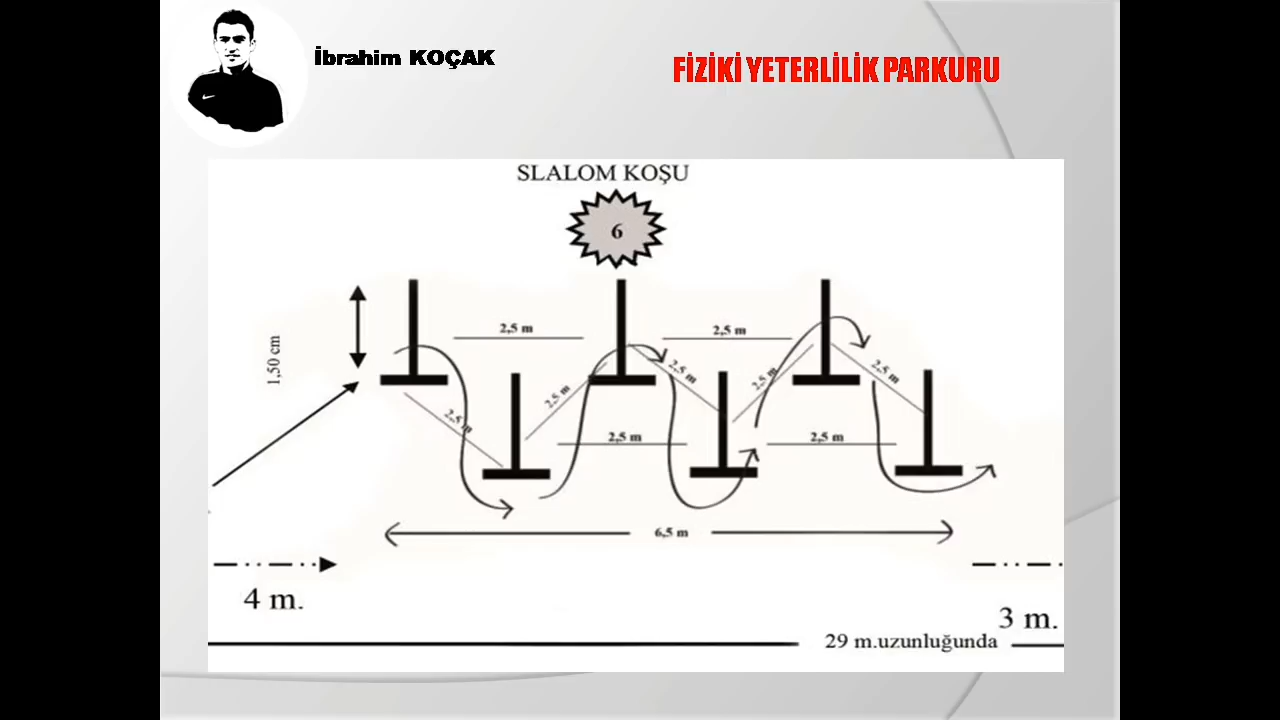 İbrahim KOÇAK
FİZİKİ YETERLİLİK PARKURU
SLALOM KOŞU
6
1,50 cm
2,5 m
2,5 m
2,5 m
2,5 m
2,5 m
2,5 m
2,5 m
2,5 m
2,5 m
6,5 m
4 m.
3 m.
29 m.uzunluğunda